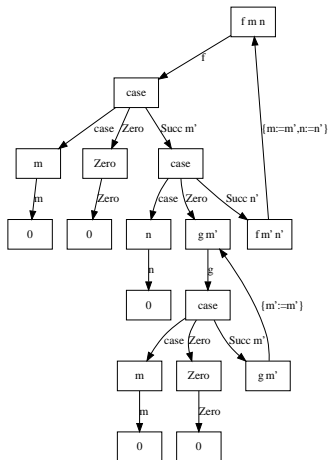 f m n
f
case
{m:=m',n:=n'}
case
Zero
Succ m'
m
Zero
case
m
Zero
case
Zero
Succ n'
0
0
n
g m'
f m' n'
n
g
0
case
{m':=m'}
case
Zero
Succ m'
m
Zero
g m'
m
Zero
0
0